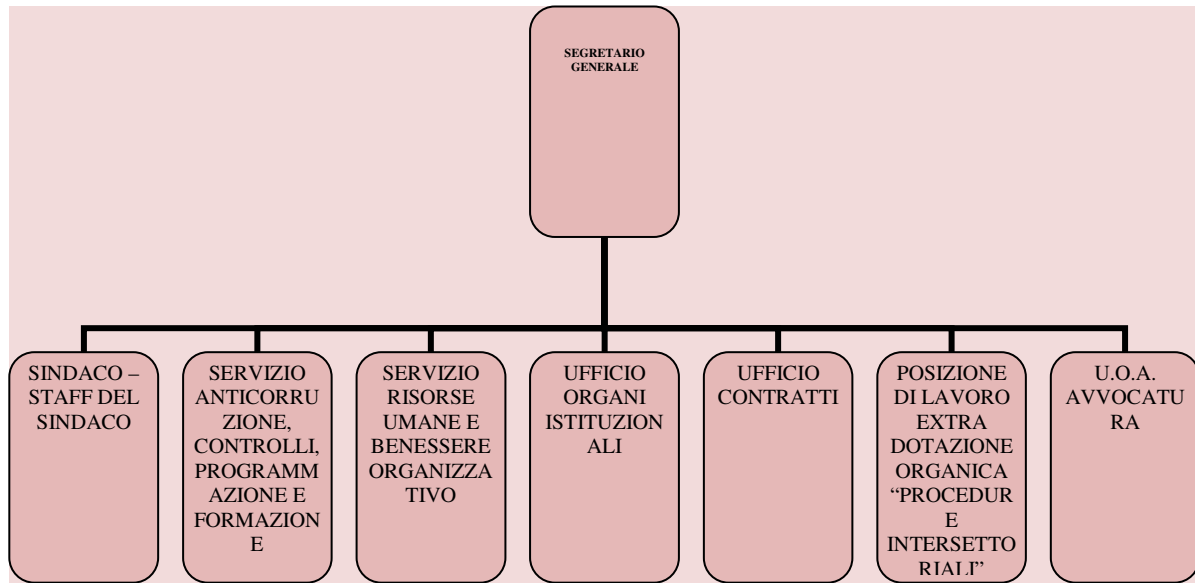 SEGRETARIO
GENERALE
SINDACO –
STAFF DEL
SINDACO
SERVIZIO
ANTICORRU
ZIONE,
CONTROLLI,
PROGRAMM
AZIONE E
FORMAZION
E
SERVIZIO
RISORSE
UMANE E
BENESSERE
ORGANIZZA
TIVO
UFFICIO
ORGANI
ISTITUZION
ALI
UFFICIO
CONTRATTI
POSIZIONE
DI LAVORO
EXTRA
DOTAZIONE
ORGANICA
“PROCEDUR
E
INTERSETTO
RIALI”
U.O.A.
AVVOCATU
RA